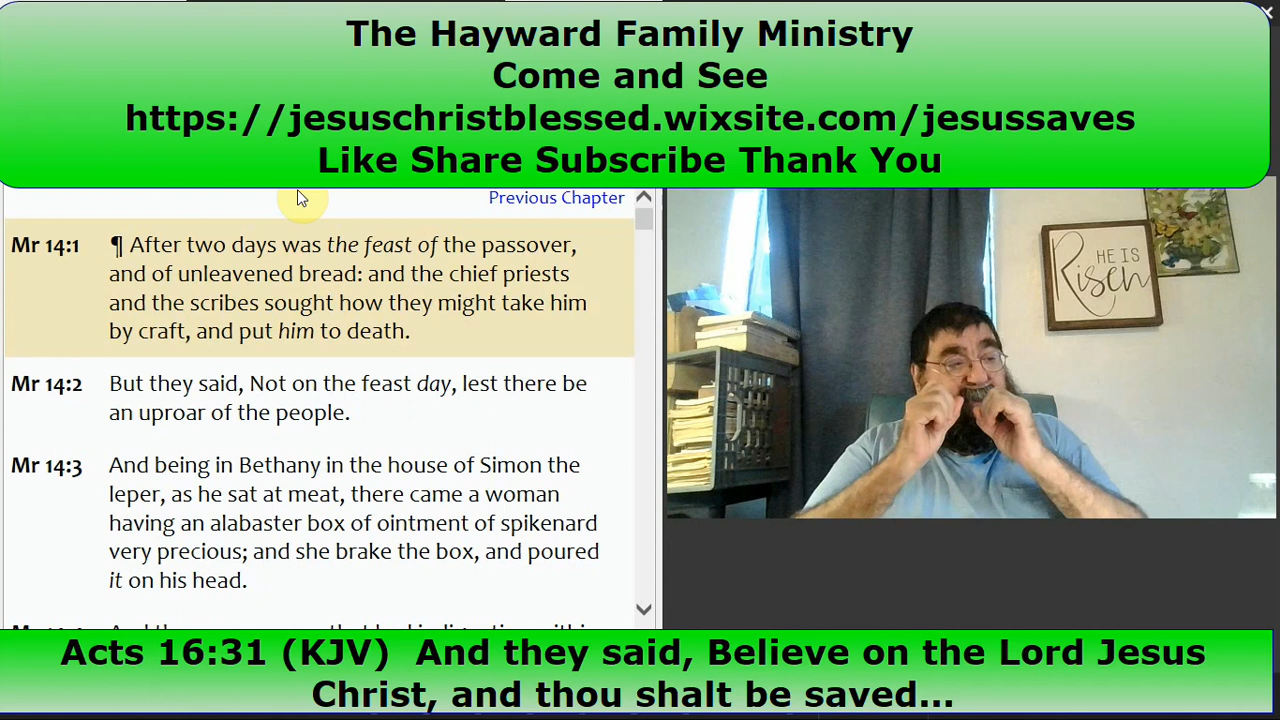 The Hayward Family Ministry
Come and See
https://jesuschristblessed.wixsite.com/jesussaves
Like Share Subscribe Thank You
Previous Chapter
Mr 14:1 ¶ After two days was the feast of the passover,
and of unleavened bread: and the chief priests
and the scribes sought how they might take him
by craft, and put him to death.
Mr 14:2 But they said, Not on the feast day, lest there be
an uproar of the people.
Mr 14:3 And being in Bethany in the house of Simon the
leper, as he sat at meat, there came a woman
having an alabaster box of ointment of spikenard
very precious; and she brake the box, and poured
it on his head.
HE IS
Risen
Acts 16:31 (KJV) And they said, Believe on the Lord Jesus
Christ, and thou shalt be saved...